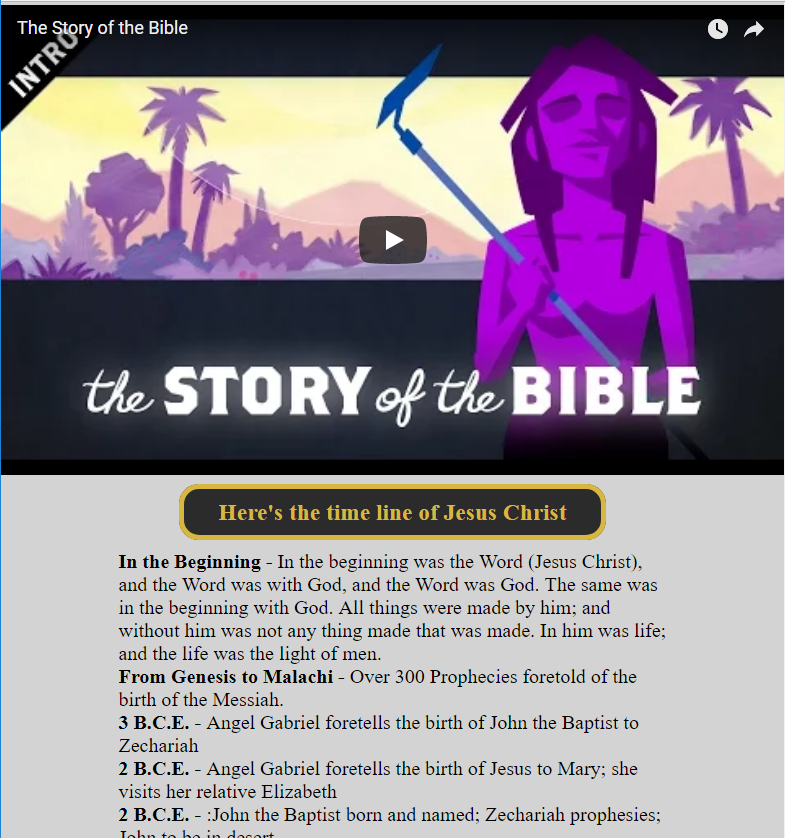 The Story of the Bible
INTRO
the STORY of the BIBLE
Here's the time line of Jesus Christ
In the Beginning - In the beginning was the Word (Jesus Christ),
and the Word was with God, and the Word was God. The same was
in the beginning with God. All things were made by him; and
without him was not any thing made that was made. In him was life;
and the life was the light of men.
From Genesis to Malachi - Over 300 Prophecies foretold of the
birth of the Messiah.
3 B.C.E. - Angel Gabriel foretells the birth of John the Baptist to
Zechariah
2 B.C.E. - Angel Gabriel foretells the birth of Jesus to Mary; she
visits her relative Elizabeth
2 B.C.E. - :John the Baptist born and named; Zechariah prophesies;
John to be in desert